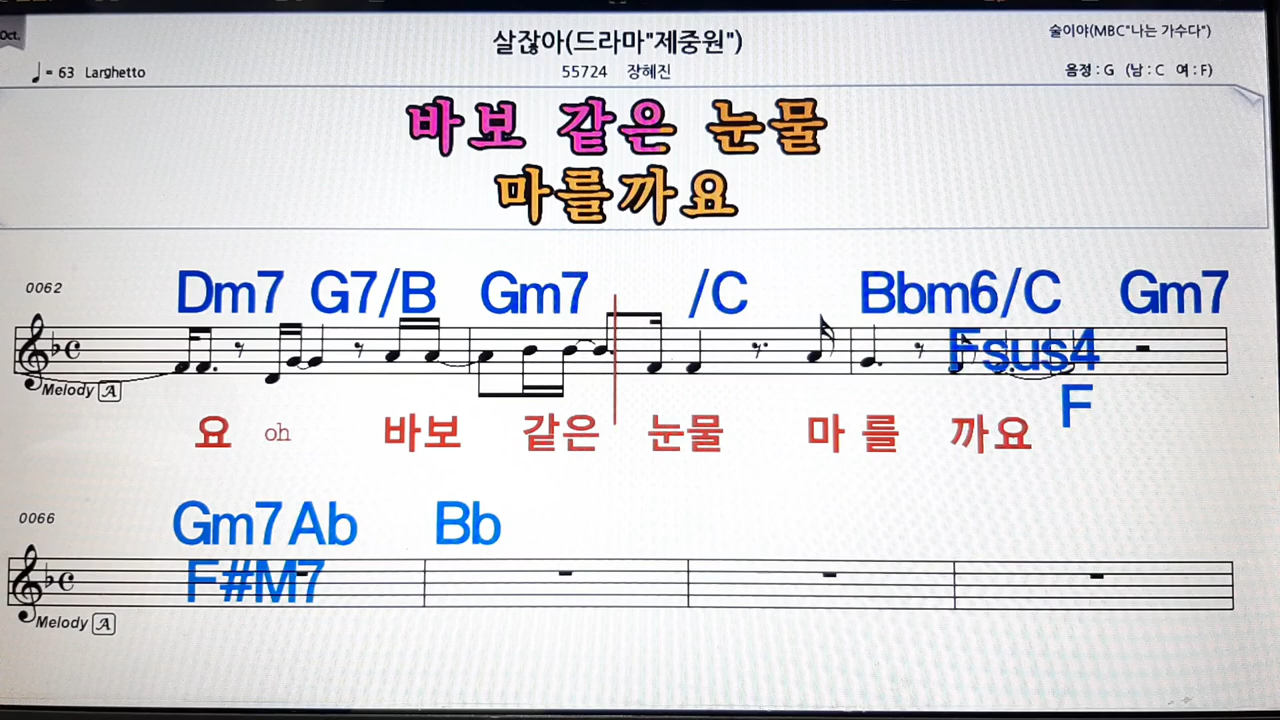 Oct.
살잖아(드라마"제중원")
술이야(MBC"나는 가수다")
♩= 63 Larghetto
55724 장혜진
음정 : G (남 : C 여 : F)
바보 같은 눈물
마를까요
0062
Dm7 G7/B Gm7 /C Bbm6/C Gm7
Fsus4
F
Melody A
요 oh 바보 같은 눈물 마 를 까요
0066
Gm7 Ab Bb
F#M7
Melody A